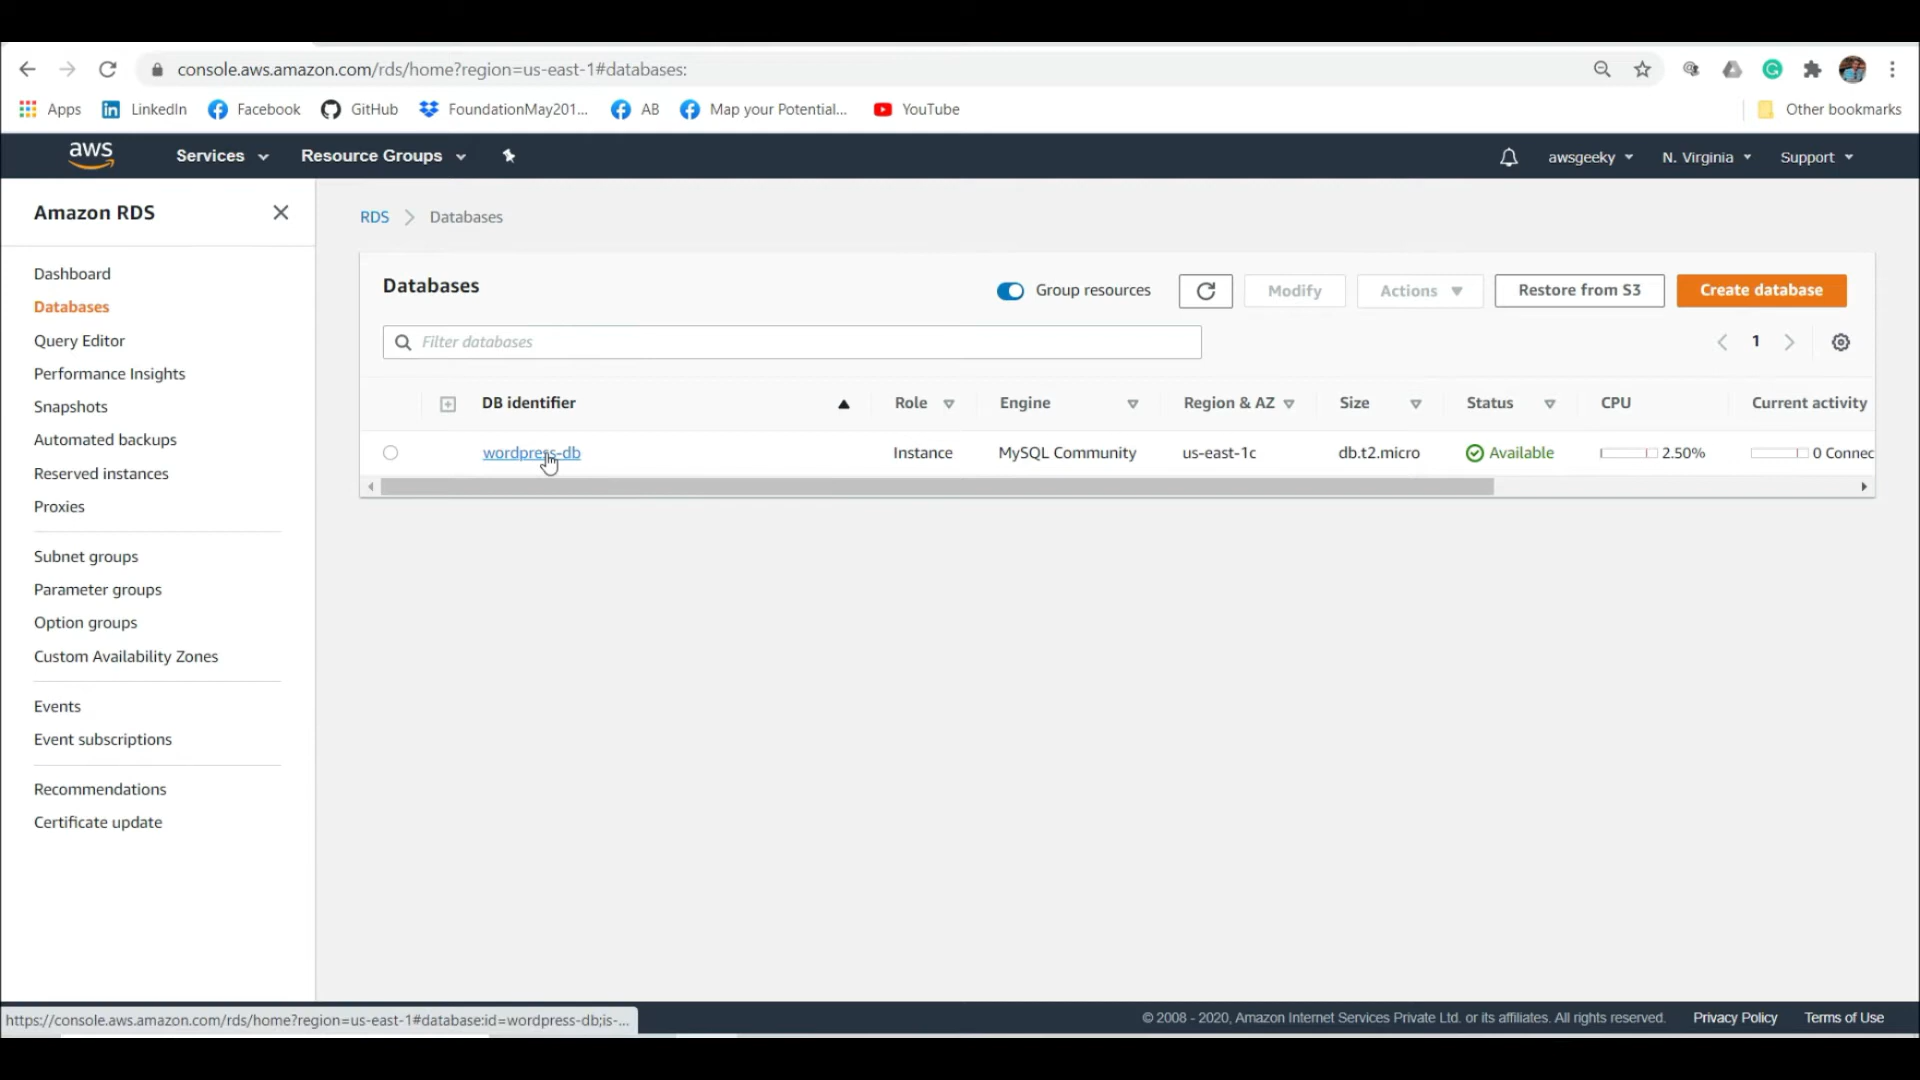 console.aws.amazon.com/rds/home?region=us-east-1#databases:
Apps LinkedIn Facebook GitHub FoundationMay201... AB Map your Potential... YouTube Other bookmarks
aws Services Resource Groups awsgeeky N. Virginia Support
Amazon RDS
Dashboard
Databases
Query Editor
Performance Insights
Snapshots
Automated backups
Reserved instances
Proxies
Subnet groups
Parameter groups
Option groups
Custom Availability Zones
Events
Event subscriptions
Recommendations
Certificate update
RDS Databases
Databases Group resources Modify Actions Restore from S3 Create database
Filter databases 1
DB identifier Role Engine Region & AZ Size Status CPU Current activity
wordpress-db Instance MySQL Community us-east-1c db.t2.micro Available 2.50% 0 Connec
https://console.aws.amazon.com/rds/home?region=us-east-1#database:id=wordpress-db;is-...
© 2008 - 2020, Amazon Internet Services Private Ltd. or its affiliates. All rights reserved. Privacy Policy Terms of Use